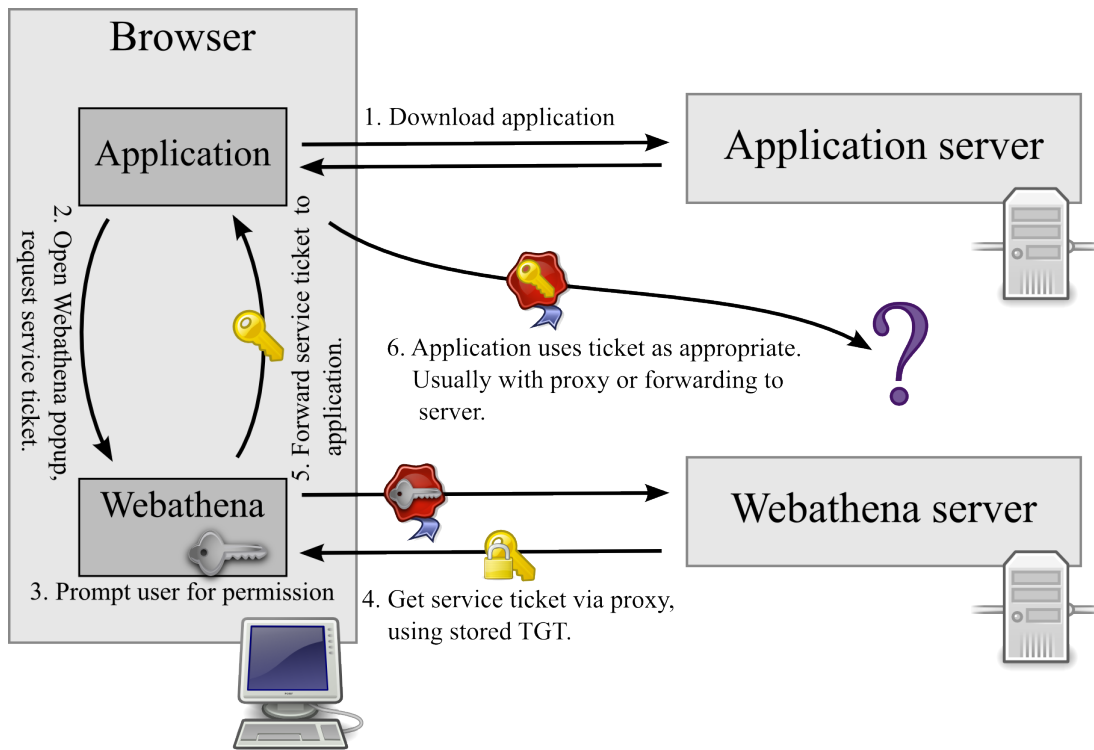 Browser
Application
1. Download application
Application server
2. Open Webathena popup,
request service ticket.
5. Forward service ticket to
application.
6. Application uses ticket as appropriate.
Usually with proxy or forwarding to
server.
?
Webathena
Webathena server
3. Prompt user for permission
4. Get service ticket via proxy,
using stored TGT.